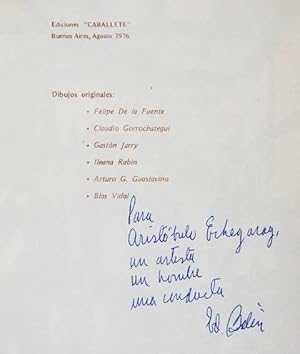 Ediciones "CABALLETE"
Buenos Aires, Agosto 1976.
Dibujos originales:
• Felipe De la Fuente
• Claudio Gorrochategui
• Gastón Jarry
• Ileana Rabin
• Arturo G. Guastavino
• Blas Vidal
Para
Aristóbulo Echegaray,
un artista
un hombre
una conducta
Ed.